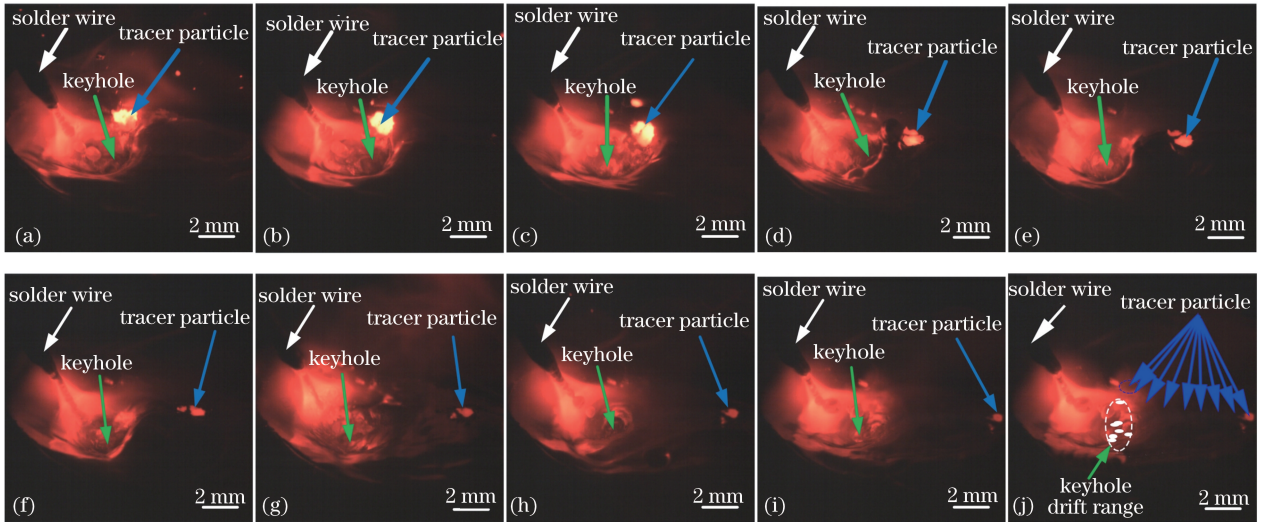 solder wire
tracer particle
keyhole
2 mm
(a)
solder wire
tracer particle
keyhole
2 mm
(b)
solder wire
tracer particle
keyhole
2 mm
(c)
solder wire
tracer particle
keyhole
2 mm
(d)
solder wire
tracer particle
keyhole
2 mm
(e)
solder wire
tracer particle
keyhole
2 mm
(f)
solder wire
tracer particle
keyhole
2 mm
(g)
solder wire
tracer particle
keyhole
2 mm
(h)
solder wire
tracer particle
keyhole
2 mm
(i)
solder wire
tracer particle
keyhole
drift range
2 mm
(j)